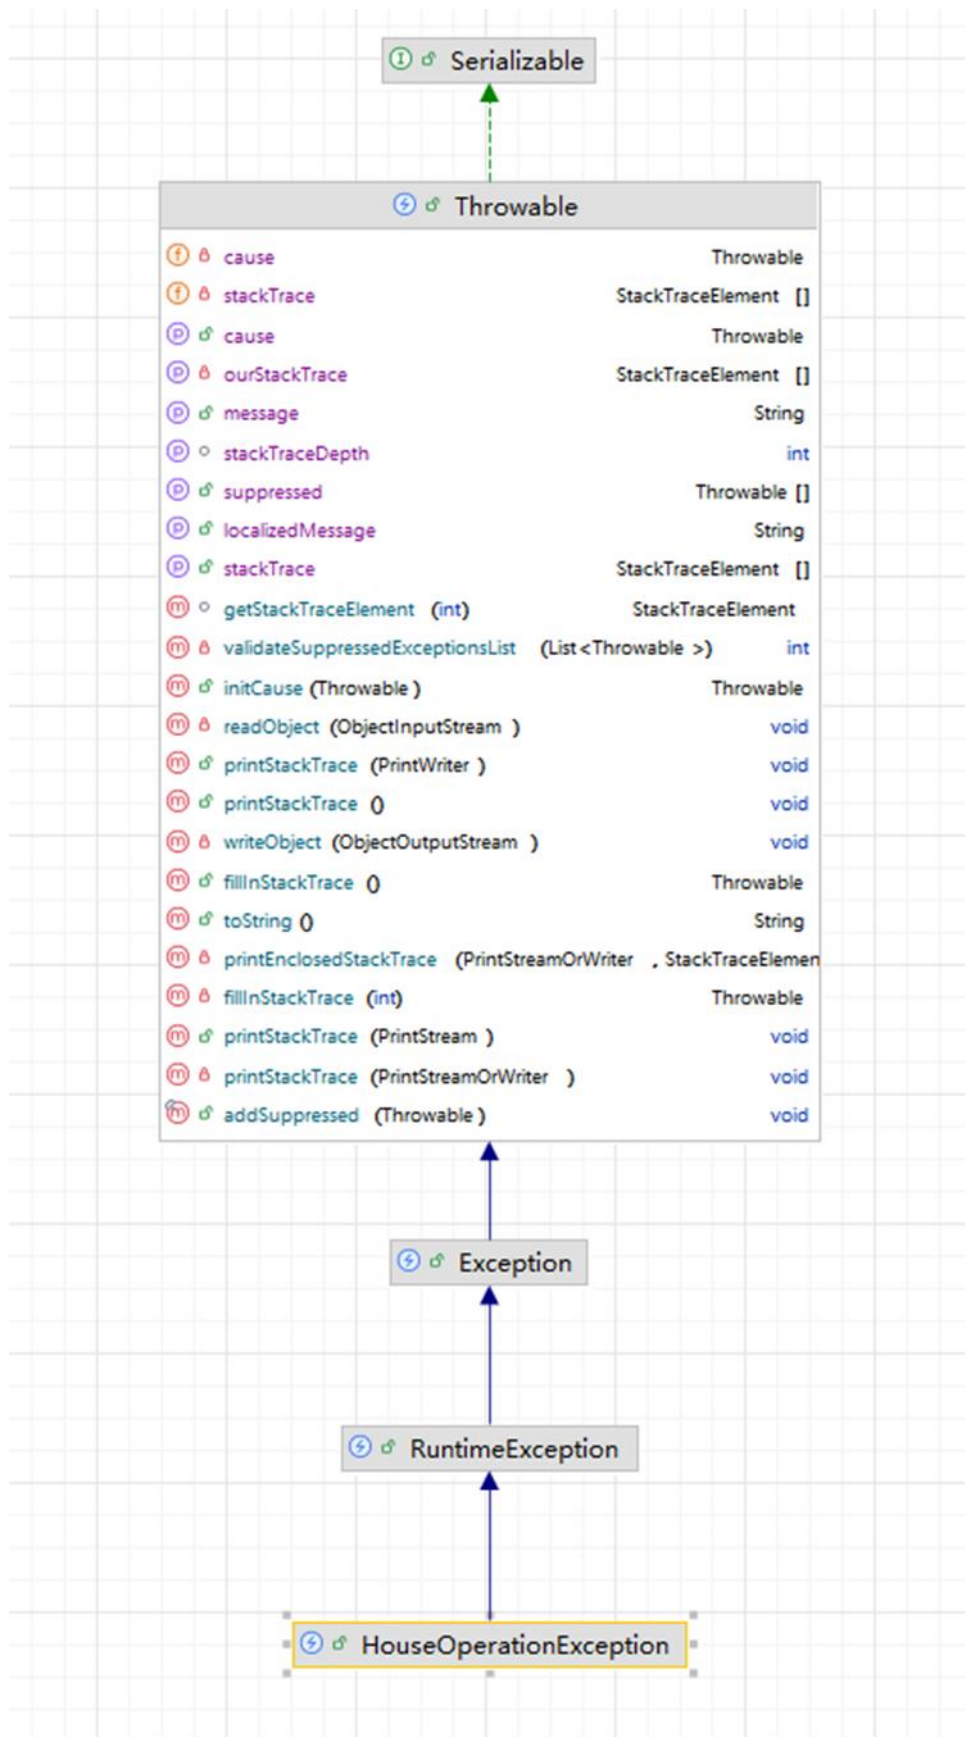 Serializable
Throwable
cause Throwable
stackTrace StackTraceElement []
cause Throwable
ourStackTrace StackTraceElement []
message String
stackTraceDepth int
suppressed Throwable []
localizedMessage String
stackTrace StackTraceElement []
getStackTraceElement (int) StackTraceElement
validateSuppressedExceptionsList (List<Throwable >) int
initCause (Throwable ) Throwable
readObject (ObjectInputStream ) void
printStackTrace (PrintWriter ) void
printStackTrace () void
writeObject (ObjectOutputStream ) void
fillInStackTrace () Throwable
toString () String
printEnclosedStackTrace (PrintStreamOrWriter , StackTraceElemen
fillInStackTrace (int) Throwable
printStackTrace (PrintStream ) void
printStackTrace (PrintStreamOrWriter ) void
addSuppressed (Throwable ) void
Exception
RuntimeException
HouseOperationException